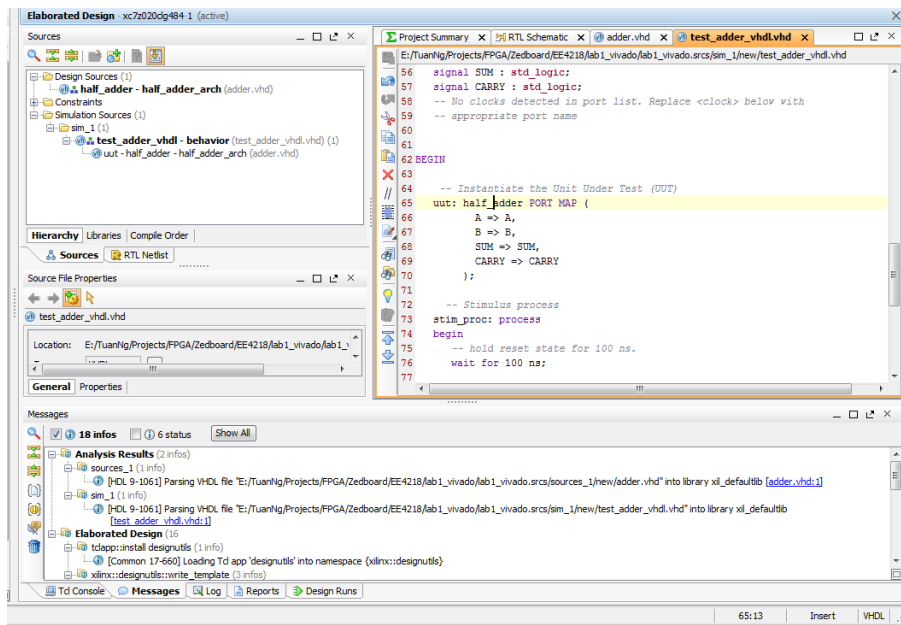 Elaborated Design - xc7z020clg484-1 (active)
Sources
Design Sources (1)
half_adder - half_adder_arch (adder.vhd)
Constraints
Simulation Sources (1)
sim_1 (1)
test_adder_vhdl - behavior (test_adder_vhdl.vhd) (1)
uut - half_adder - half_adder_arch (adder.vhd)
Hierarchy Libraries Compile Order
Sources RTL Netlist
Source File Properties
test_adder_vhdl.vhd
Location: E:/TuanNg/Projects/FPGA/Zedboard/EE4218/lab1_vivado/lab1_
General Properties
Project Summary RTL Schematic adder.vhd test_adder_vhdl.vhd
E:/TuanNg/Projects/FPGA/Zedboard/EE4218/lab1_vivado/lab1_vivado.srcs/sim_1/new/test_adder_vhdl.vhd
56 signal SUM : std_logic;
57 signal CARRY : std_logic;
58 -- No clocks detected in port list. Replace <clock> below with
59 -- appropriate port name
60
61
62 BEGIN
63
64 -- Instantiate the Unit Under Test (UUT)
65 uut: half_adder PORT MAP (
66 A => A,
67 B => B,
68 SUM => SUM,
69 CARRY => CARRY
70 );
71
72 -- Stimulus process
73 stim_proc: process
74 begin
75 -- hold reset state for 100 ns.
76 wait for 100 ns;
77
Messages
18 infos 6 status Show All
Analysis Results (2 infos)
sources_1 (1 info)
[HDL 9-1061] Parsing VHDL file "E:/TuanNg/Projects/FPGA/Zedboard/EE4218/lab1_vivado/lab1_vivado.srcs/sources_1/new/adder.vhd" into library xil_defaultlib [adder.vhd:1]
sim_1 (1 info)
[HDL 9-1061] Parsing VHDL file "E:/TuanNg/Projects/FPGA/Zedboard/EE4218/lab1_vivado/lab1_vivado.srcs/sim_1/new/test_adder_vhdl.vhd" into library xil_defaultlib
[test_adder_vhdl.vhd:1]
Elaborated Design (16
tclapp::install designutils (1 info)
[Common 17-660] Loading Tcl app 'designutils' into namespace {xilinx::designutils}
xilinx::designutils::write_template (3 infos)
Tcl Console Messages Log Reports Design Runs
65:13 Insert VHDL